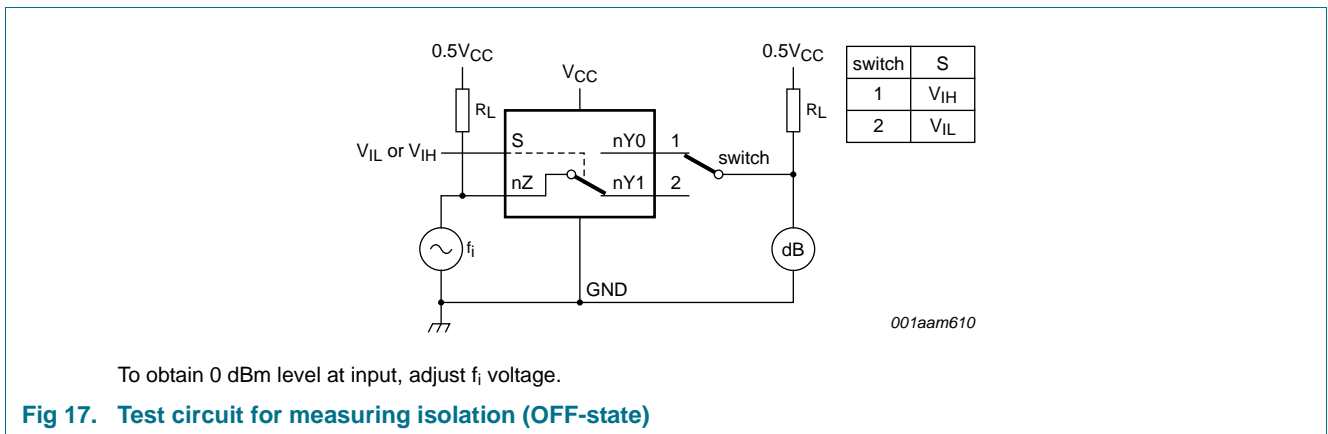 0.5VCC
VCC
0.5VCC
switch S
1 VIH
2 VIL
RL
RL
VIL or VIH
S
nY0
1
switch
nZ
nY1
2
fi
dB
GND
001aam610
To obtain 0 dBm level at input, adjust fi voltage.
Fig 17. Test circuit for measuring isolation (OFF-state)